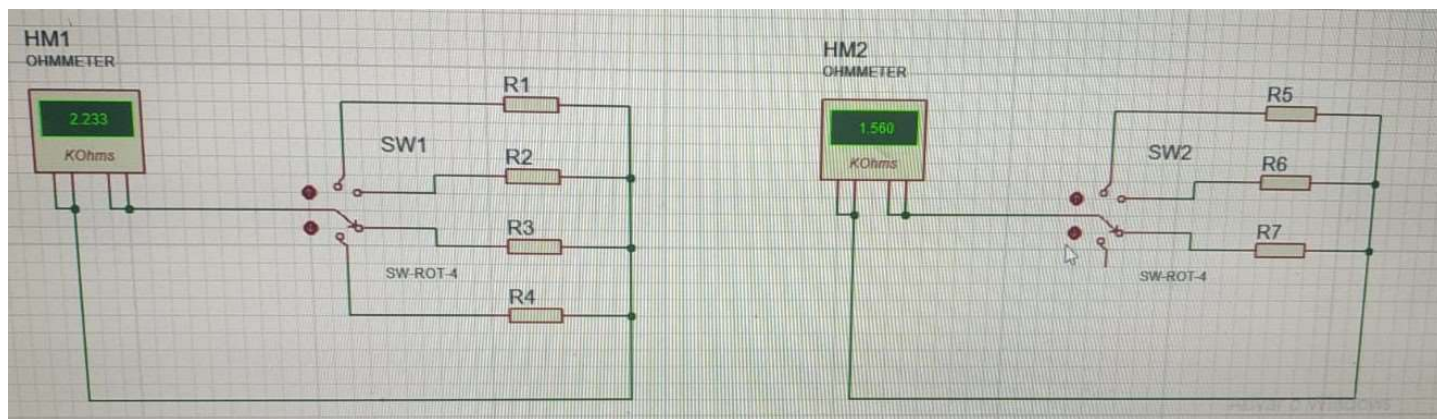 HM1
OHMMETER
2.233
KOhms
SW1
SW-ROT-4
R1
R2
R3
R4
HM2
OHMMETER
1.560
KOhms
SW2
SW-ROT-4
R5
R6
R7